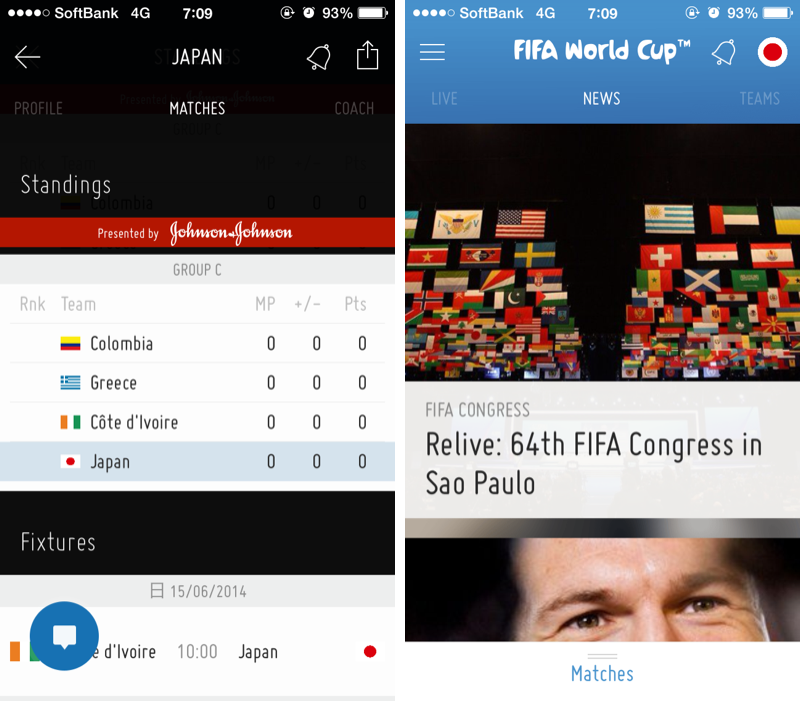 SoftBank 4G 7:09 93%
JAPAN
PROFILE MATCHES COACH
Standings
Presented by Johnson & Johnson
GROUP C
Rnk Team MP +/- Pts
Colombia 0 0 0
Greece 0 0 0
Côte d'Ivoire 0 0 0
Japan 0 0 0
Fixtures
日 15/06/2014
e d'Ivoire 10:00 Japan
SoftBank 4G 7:09 93%
FIFA World Cup™
LIVE NEWS TEAMS
FIFA CONGRESS
Relive: 64th FIFA Congress in
Sao Paulo
Matches